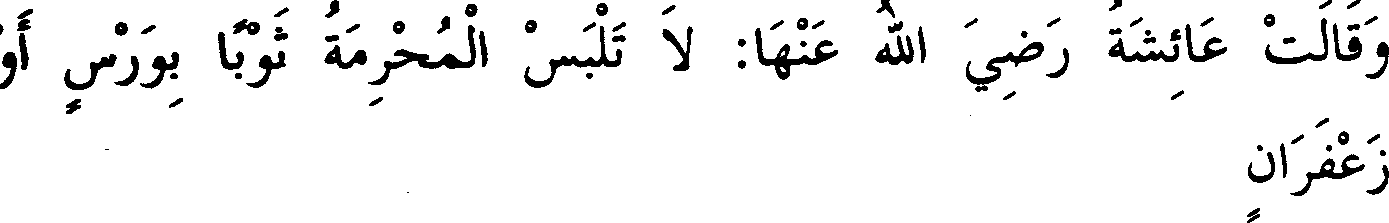 وَقَالَتْ عَائِشَةُ رَضِيَ اللهُ عَنْهَا: لاَ تَلْبَسْ الْمُحْرِمَةُ ثَوْبًا بِوَرْسٍ أَوْ
زَعْفَرَانٍ